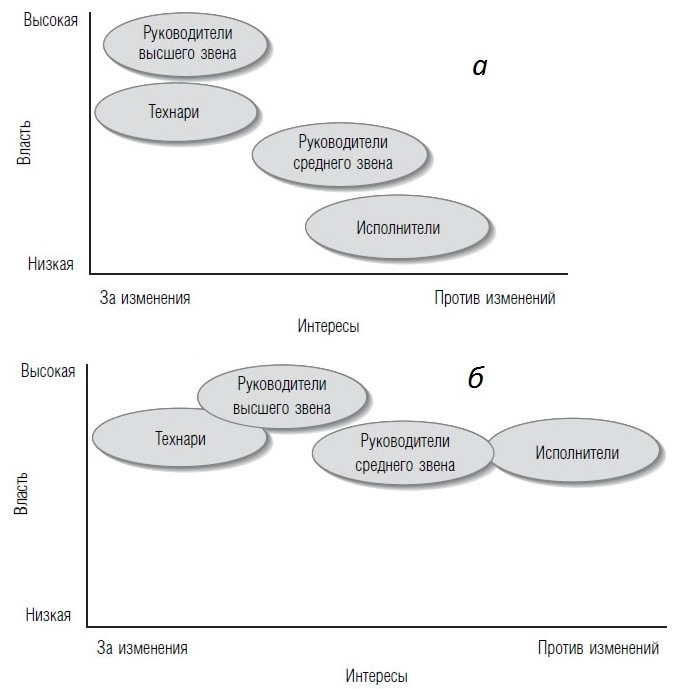 Высокая
Руководители
высшего звена
а
Технари
Власть
Руководители
среднего звена
Исполнители
Низкая
За изменения
Против изменений
Интересы
Высокая
б
Руководители
высшего звена
Технари
Руководители
среднего звена
Исполнители
Власть
Низкая
За изменения
Против изменений
Интересы